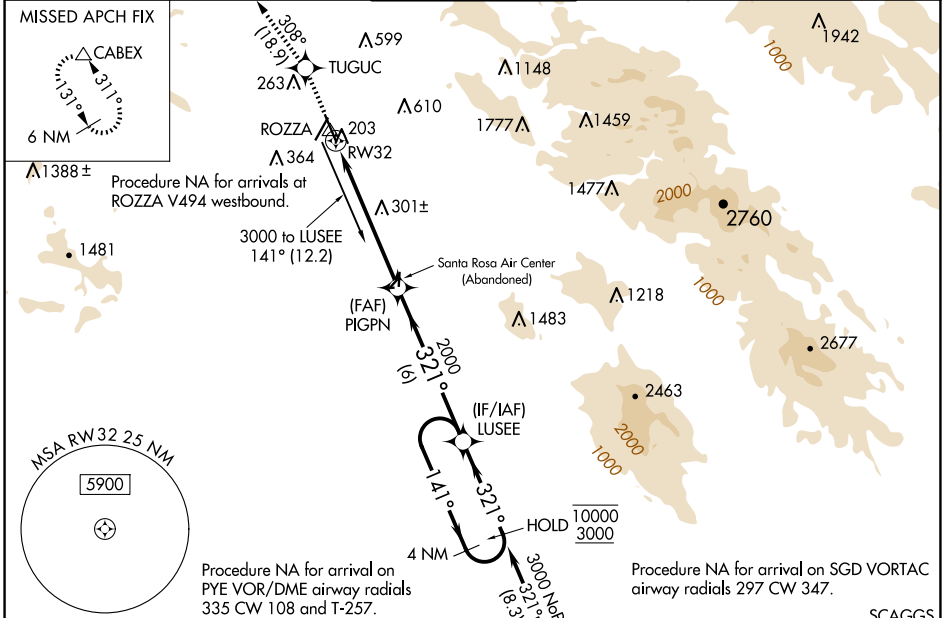 MISSED APCH FIX
CABEX
131°
311°
6 NM
308°
(18.9)
TUGUC
599
263
610
1148
1777
1459
1942
1000
ROZZA
203
RW32
364
1388 ±
Procedure NA for arrivals at
ROZZA V494 westbound.
301±
1477
2000
2760
1481
3000 to LUSEE
141° (12.2)
Santa Rosa Air Center
(Abandoned)
(FAF)
PIGPN
1218
1483
1000
2677
2000
321°
(6)
2463
2000
1000
(IF/IAF)
LUSEE
MSA RW32 25 NM
5900
141°
321°
HOLD
10000
3000
4 NM
3000 NoP
321°
(8.3)
Procedure NA for arrival on
PYE VOR/DME airway radials
335 CW 108 and T-257.
Procedure NA for arrival on SGD VORTAC
airway radials 297 CW 347.
SCAGGS